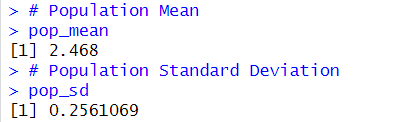 > # Population Mean
> pop_mean
[1] 2.468
> # Population Standard Deviation
> pop_sd
[1] 0.2561069